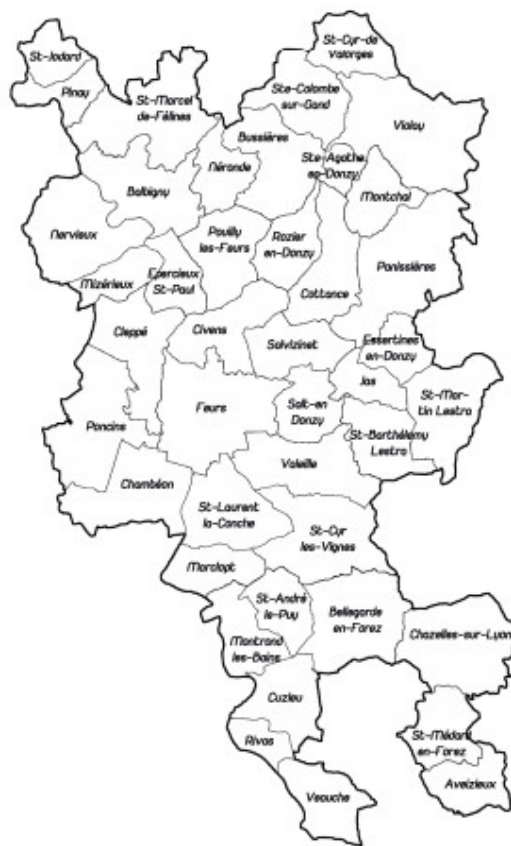 St-Jodard
Pinay
St-Marcel
de-Félines
St-Cyr-de
Valorges
Ste-Colombe
sur-Gand
Violay
Bussières
Ste-Agathe
en-Donzy
Néronde
Balbigny
Montchal
Nervieux
Pouilly
les-Feurs
Rozier
en-Donzy
Panissières
Mizérieux
Epercieux
St-Paul
Cottance
Cleppé
Civens
Salvizinet
Essertines
en-Donzy
Jas
St-Mar-
tin Lestra
Feurs
Salt-en
Donzy
Poncins
St-Barthélémy
Lestra
Valeille
Chambéon
St-Laurent
la-Conche
St-Cyr
les-Vignes
Marclopt
St-André
le-Puy
Bellegarde
en-Forez
Chazelles-sur-Lyon
Montrond
les-Bains
Cuzieu
Rivas
St-Médard
en-Forez
Aveizieux
Veauche